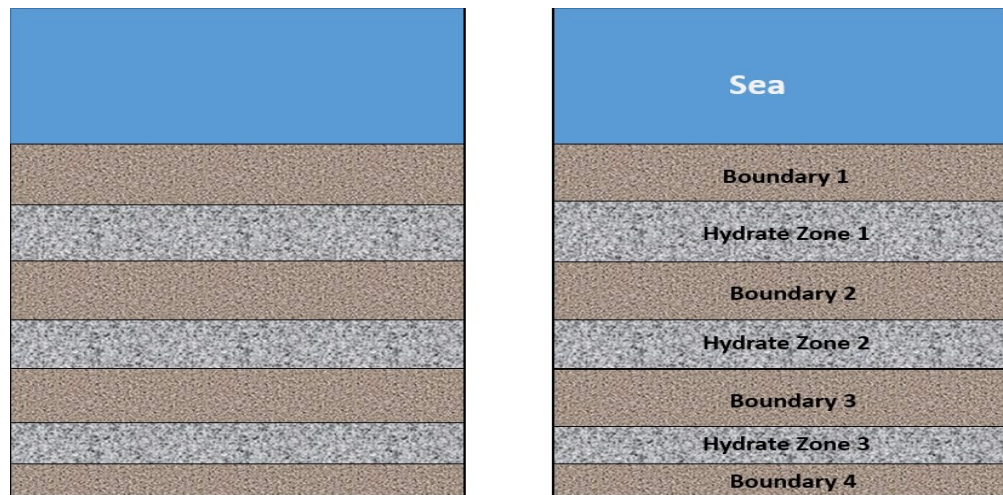 Sea
Boundary 1
Hydrate Zone 1
Boundary 2
Hydrate Zone 2
Boundary 3
Hydrate Zone 3
Boundary 4